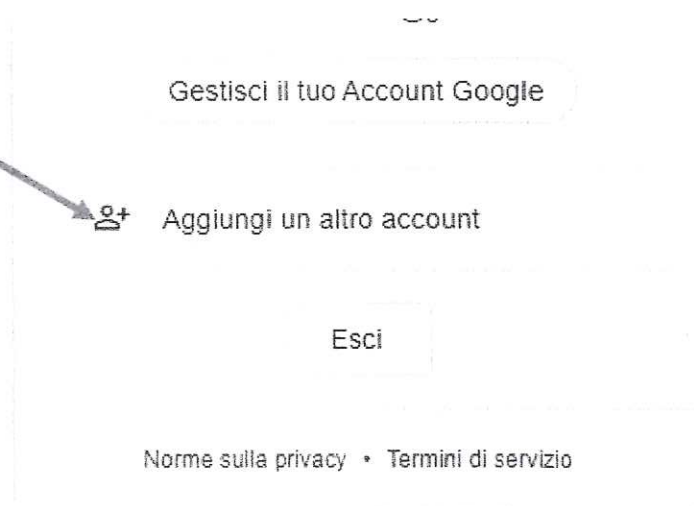 Gestisci il tuo Account Google
Aggiungi un altro account
Esci
Norme sulla privacy • Termini di servizio